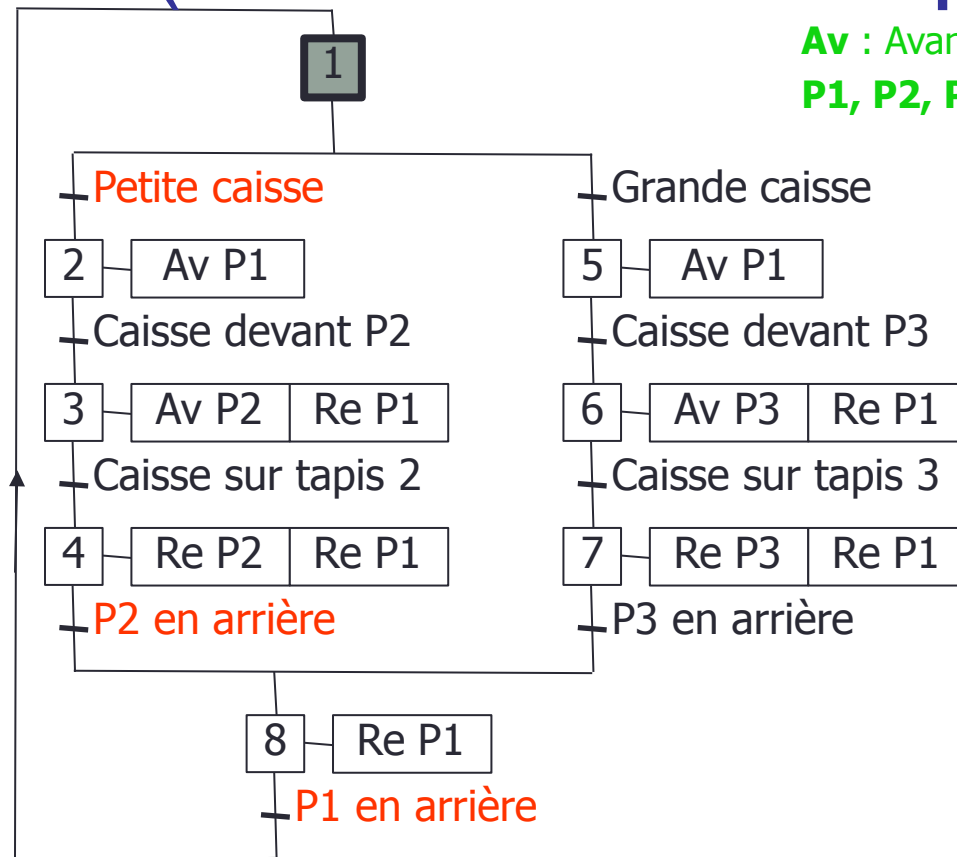 Av :
P1, P2,
1
Petite caisse
Grande caisse
2 Av P1
5 Av P1
Caisse devant P2
Caisse devant P3
3 Av P2 Re P1
6 Av P3 Re P1
Caisse sur tapis 2
Caisse sur tapis 3
4 Re P2 Re P1
7 Re P3 Re P1
P2 en arrière
P3 en arrière
8 Re P1
P1 en arrière